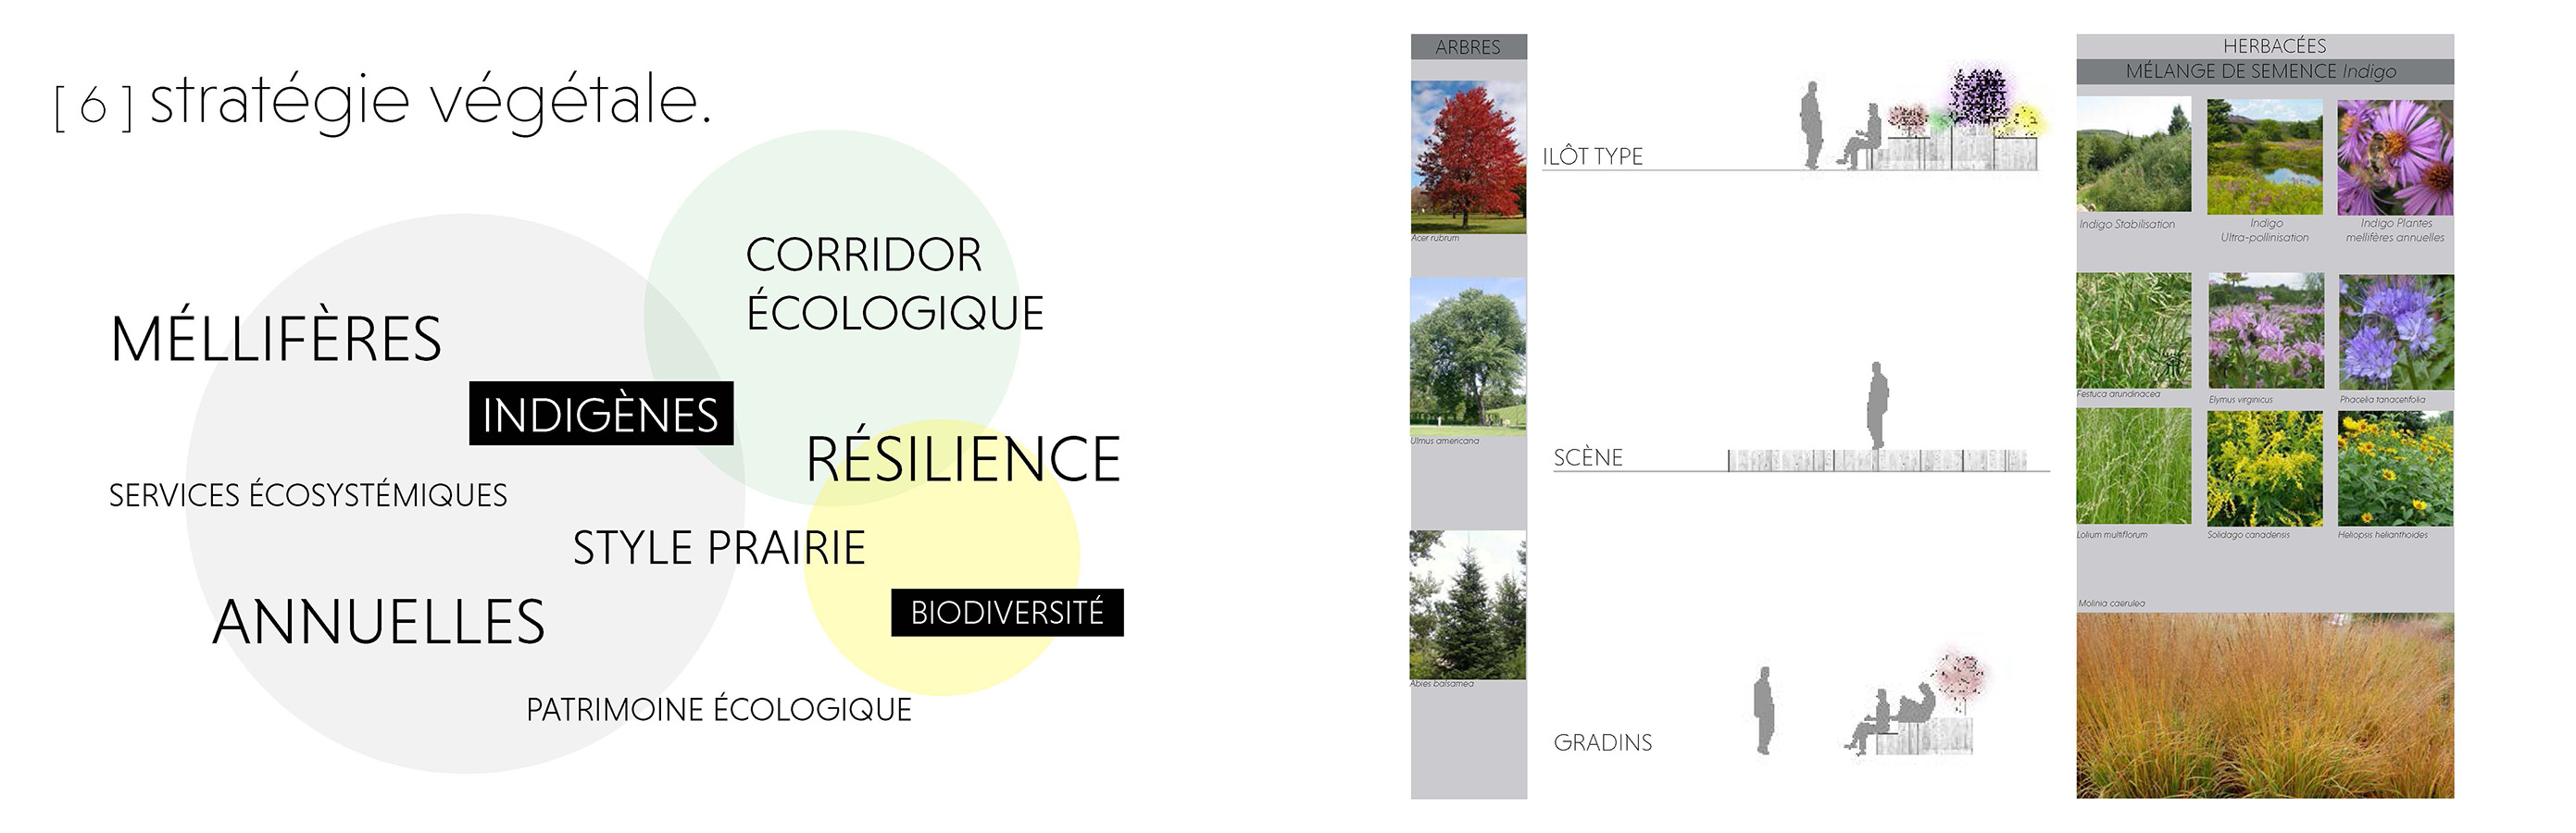 [ 6 ] stratégie végétale.
CORRIDOR
ÉCOLOGIQUE
MÉLLIFÈRES
INDIGÈNES
RÉSILIENCE
SERVICES ÉCOSYSTÉMIQUES
STYLE PRAIRIE
ANNUELLES
BIODIVERSITÉ
PATRIMOINE ÉCOLOGIQUE
ARBRES
Acer rubrum
Ulmus americana
Abies balsamea
ILÔT TYPE
SCÈNE
GRADINS
HERBACÉES
MÉLANGE DE SEMENCE Indigo
Indigo Stabilisation
Indigo
Ultra-pollinisation
Indigo Plantes
mellifères annuelles
Festuca arundinacea
Elymus virginicus
Phacelia tanacetifolia
Lolium multiflorum
Solidago canadensis
Heliopsis helianthoides
Molinia caerulea